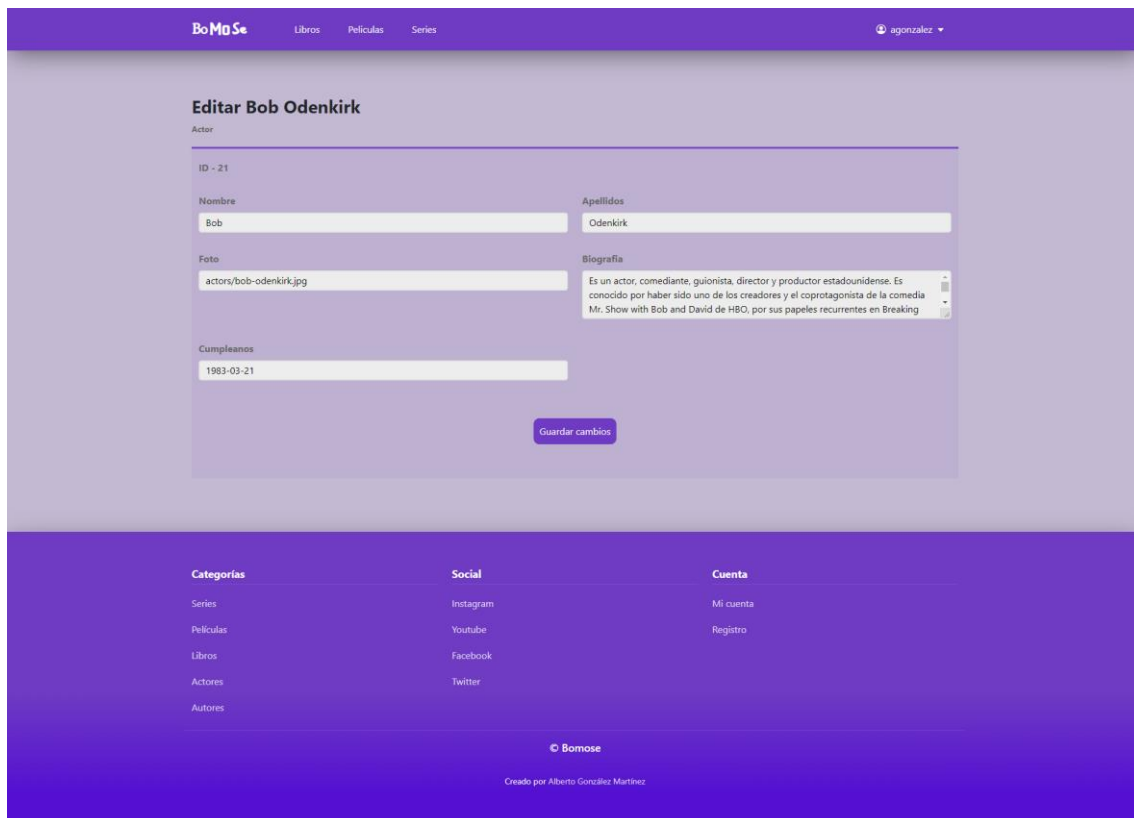 BoMoSe Libros Películas Series agonzalez
Editar Bob Odenkirk
Actor
ID - 21
Nombre Apellidos
Bob Odenkirk
Foto Biografía
actors/bob-odenkirk.jpg
Es un actor, comediante, guionista, director y productor estadounidense. Es
conocido por haber sido uno de los creadores y el coprotagonista de la comedia
Mr. Show with Bob and David de HBO, por sus papeles recurrentes en Breaking
Cumpleanos
1983-03-21
Guardar cambios
Categorías Social Cuenta
Series Instagram Mi cuenta
Películas Youtube Registro
Libros Facebook
Actores Twitter
Autores
© Bomose
Creado por Alberto González Martínez